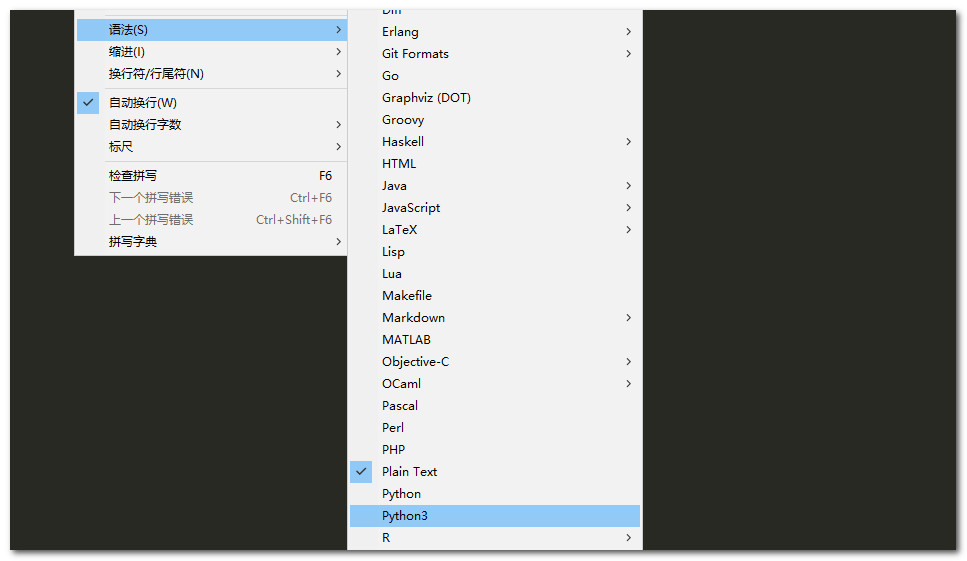 语法(S)
缩进(I)
换行符/行尾符(N)
自动换行(W)
自动换行字数
标尺
检查拼写 F6
下一个拼写错误 Ctrl+F6
上一个拼写错误 Ctrl+Shift+F6
拼写字典
Diff
Erlang
Git Formats
Go
Graphviz (DOT)
Groovy
Haskell
HTML
Java
JavaScript
LaTeX
Lisp
Lua
Makefile
Markdown
MATLAB
Objective-C
OCaml
Pascal
Perl
PHP
Plain Text
Python
Python3
R